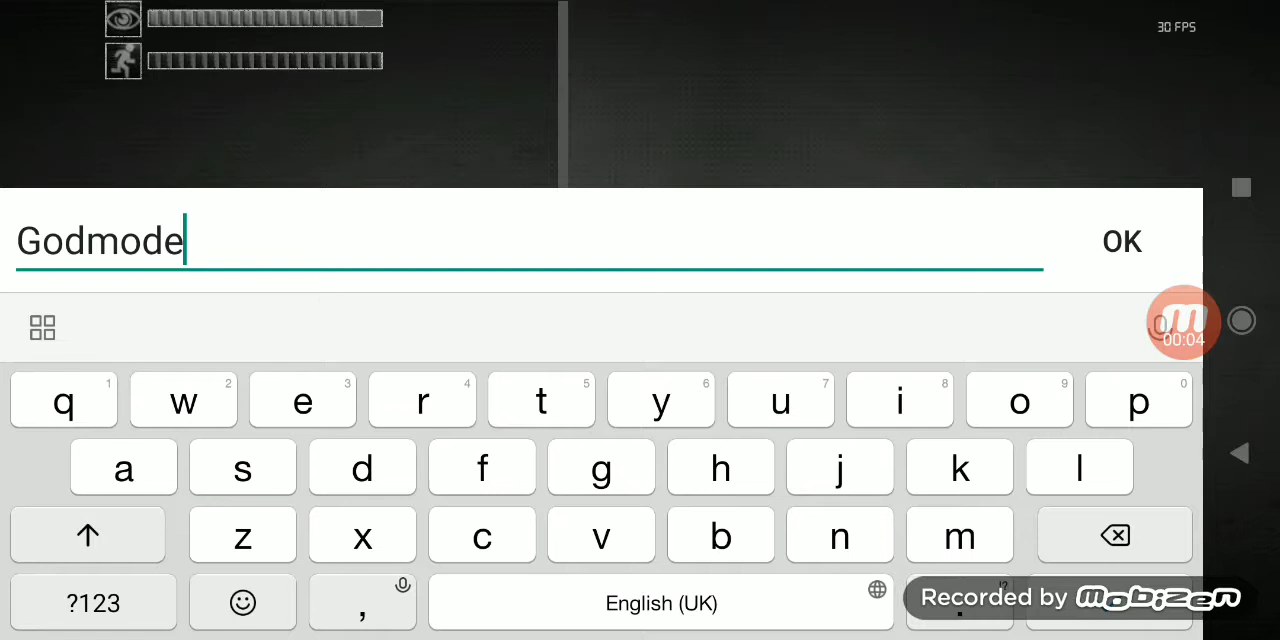 30 FPS
Godmode
OK
00:04
q 1 w 2 e 3 r 4 t 5 y 6 u 7 i 8 o 9 p 0
a s d f g h j k l
z x c v b n m
?123 , English (UK) . !?
Recorded by mobizen